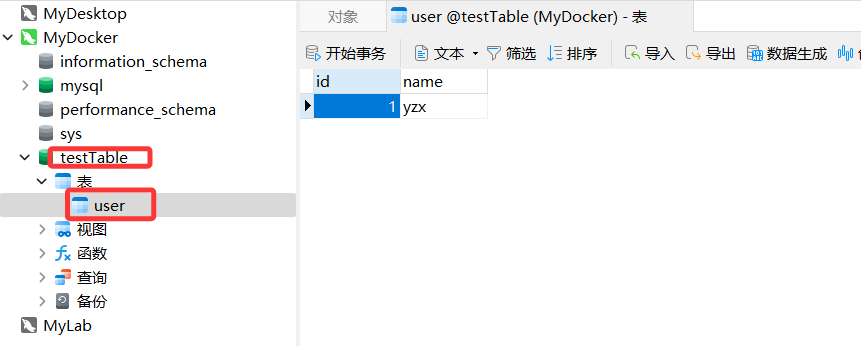 MyDesktop
MyDocker
information_schema
mysql
performance_schema
sys
testTable
表
user
视图
函数
查询
备份
MyLab
对象
user @testTable (MyDocker) - 表
开始事务 文本 筛选 排序 导入 导出 数据生成
id name
1 yzx